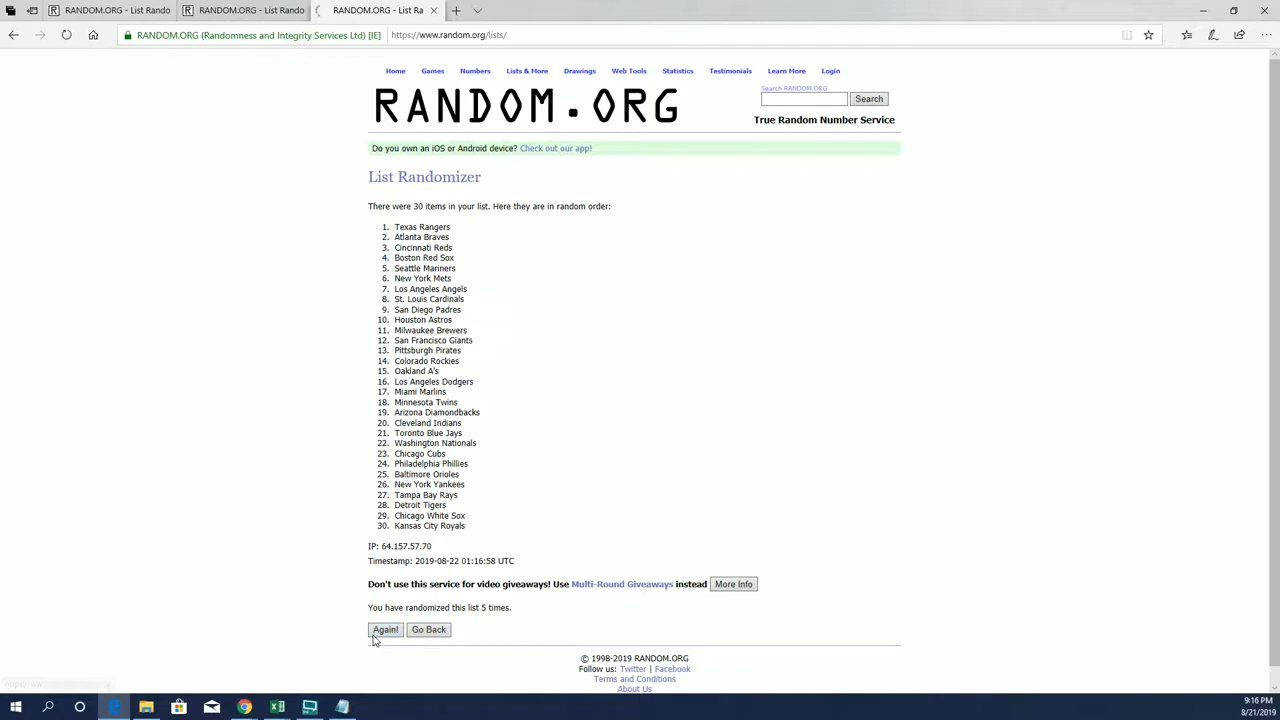 RANDOM.ORG - List Rando
RANDOM.ORG - List Rando
RANDOM.ORG - List Ra
RANDOM.ORG (Randomness and Integrity Services Ltd) [IE]
https://www.random.org/lists/
Home Games Numbers Lists & More Drawings Web Tools Statistics Testimonials Learn More Login
Search RANDOM.ORG
RANDOM.ORG
Search
True Random Number Service
Do you own an iOS or Android device? Check out our app!
List Randomizer
There were 30 items in your list. Here they are in random order:
1. Texas Rangers
2. Atlanta Braves
3. Cincinnati Reds
4. Boston Red Sox
5. Seattle Mariners
6. New York Mets
7. Los Angeles Angels
8. St. Louis Cardinals
9. San Diego Padres
10. Houston Astros
11. Milwaukee Brewers
12. San Francisco Giants
13. Pittsburgh Pirates
14. Colorado Rockies
15. Oakland A's
16. Los Angeles Dodgers
17. Miami Marlins
18. Minnesota Twins
19. Arizona Diamondbacks
20. Cleveland Indians
21. Toronto Blue Jays
22. Washington Nationals
23. Chicago Cubs
24. Philadelphia Phillies
25. Baltimore Orioles
26. New York Yankees
27. Tampa Bay Rays
28. Detroit Tigers
29. Chicago White Sox
30. Kansas City Royals
IP: 64.157.57.70
Timestamp: 2019-08-22 01:16:58 UTC
Don't use this service for video giveaways! Use Multi-Round Giveaways instead More Info
You have randomized this list 5 times.
Again! Go Back
© 1998-2019 RANDOM.ORG
Follow us: Twitter | Facebook
Terms and Conditions
About Us
9:16 PM
8/21/2019